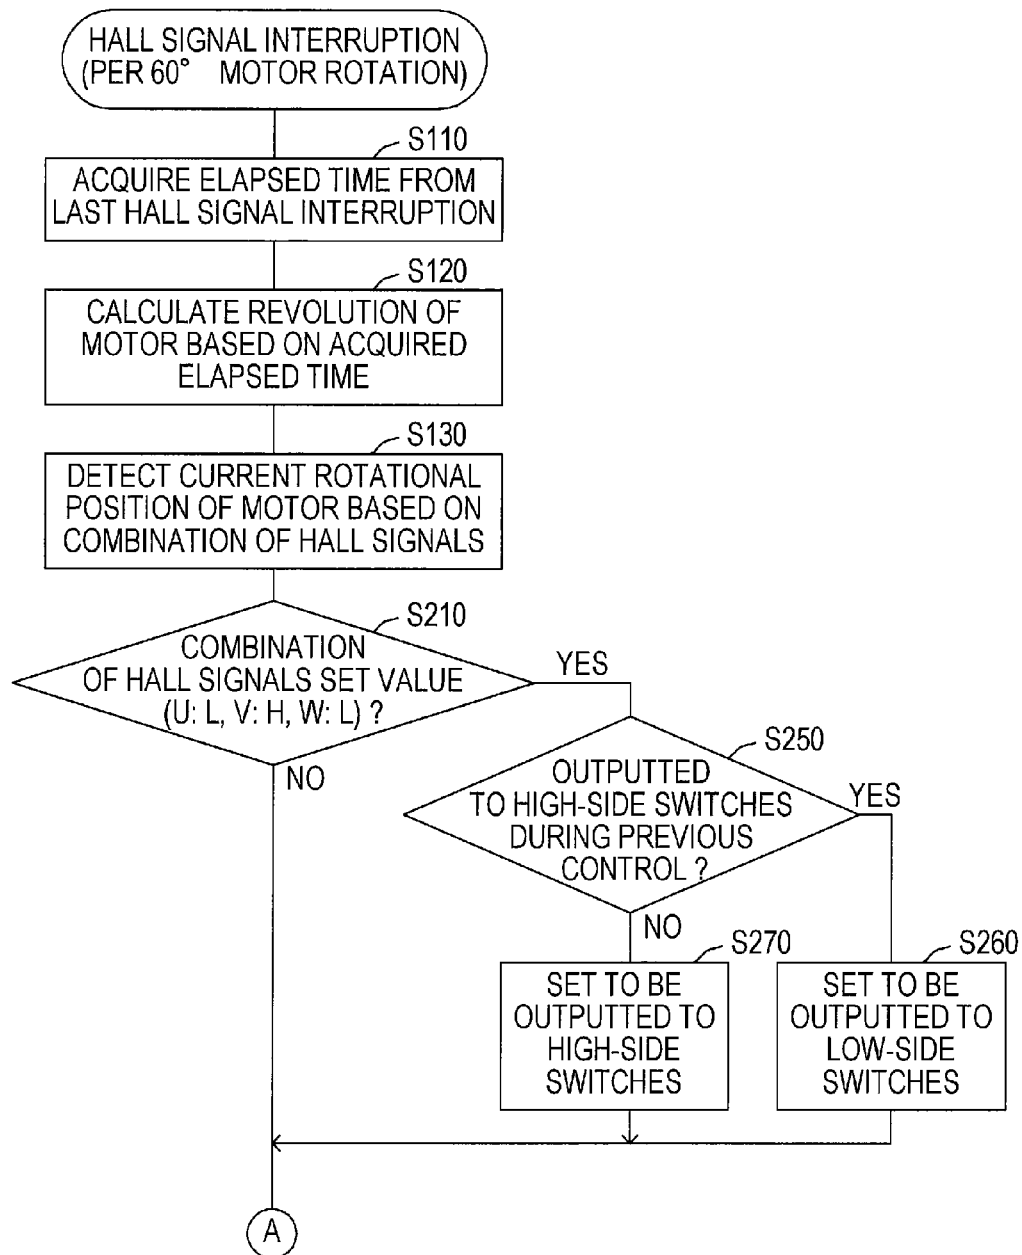 HALL SIGNAL INTERRUPTION
(PER 60° MOTOR ROTATION)
S110
ACQUIRE ELAPSED TIME FROM
LAST HALL SIGNAL INTERRUPTION
S120
CALCULATE REVOLUTION OF
MOTOR BASED ON ACQUIRED
ELAPSED TIME
S130
DETECT CURRENT ROTATIONAL
POSITION OF MOTOR BASED ON
COMBINATION OF HALL SIGNALS
S210
COMBINATION
OF HALL SIGNALS SET VALUE
(U: L, V: H, W: L) ?
YES
NO
S250
OUTPUTTED
TO HIGH-SIDE SWITCHES
DURING PREVIOUS
CONTROL ?
YES
NO
S270
SET TO BE
OUTPUTTED TO
HIGH-SIDE
SWITCHES
S260
SET TO BE
OUTPUTTED TO
LOW-SIDE
SWITCHES
A